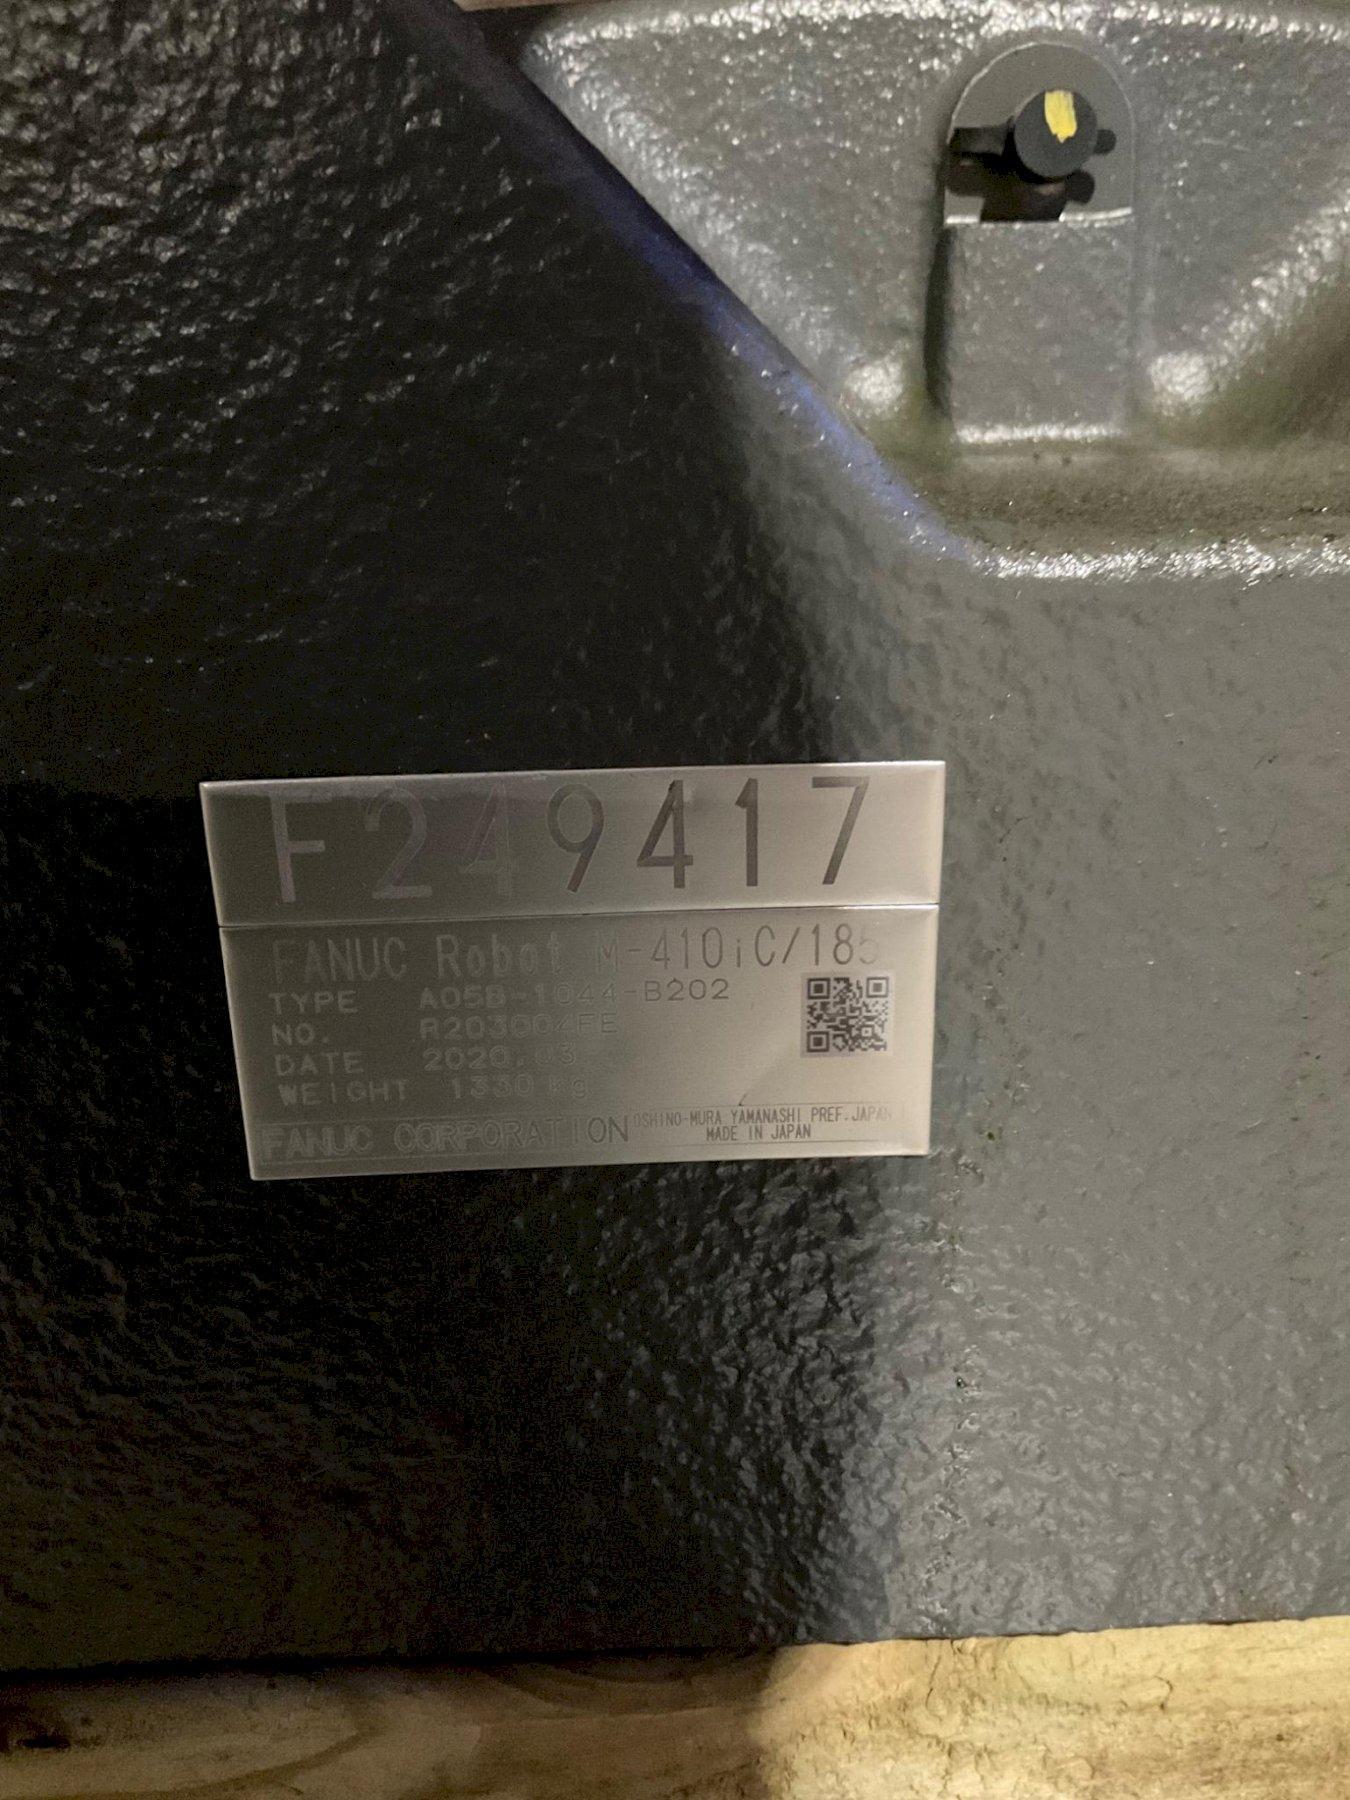 F249417
FANUC Robot M-410iC/185
TYPE A05B-1044-B202
NO.
DATE 2020.03
WEIGHT 1330 kg
FANUC CORPORATION OSHINO-MURA YAMANASHI PREF. JAPAN
MADE IN JAPAN